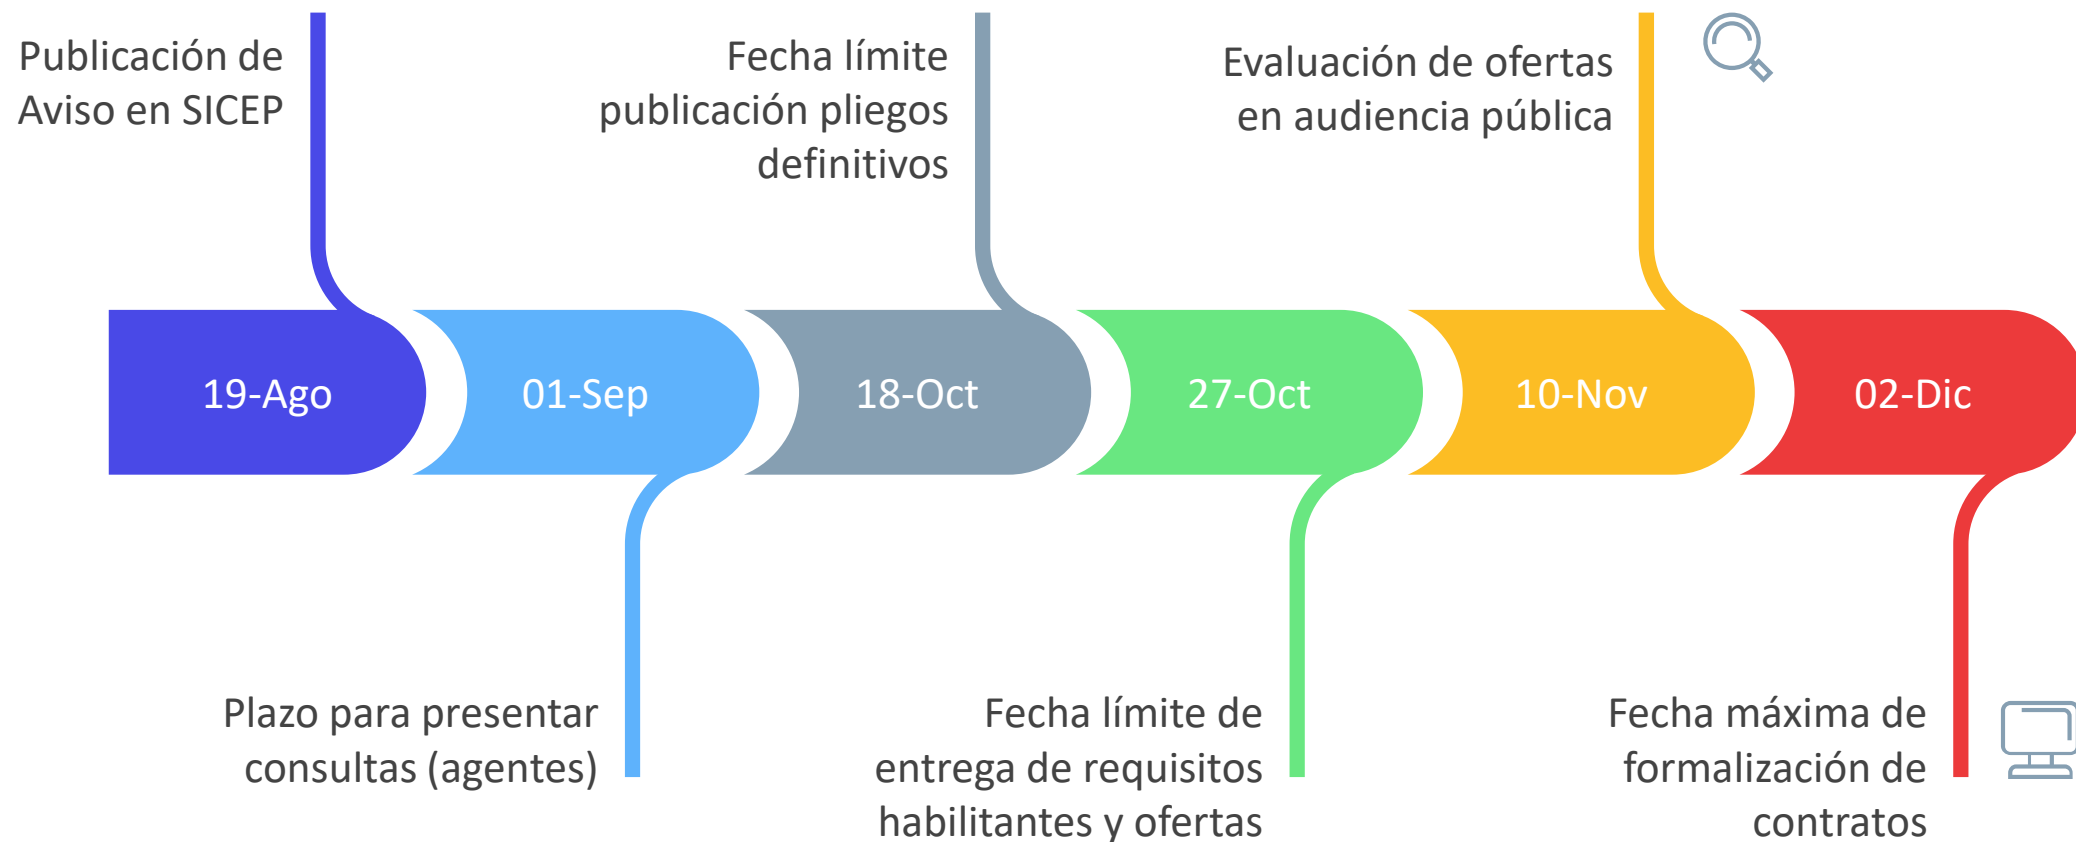 Publicación de
Aviso en SICEP
Fecha límite
publicación pliegos
definitivos
Evaluación de ofertas
en audiencia pública
19-Ago
01-Sep
18-Oct
27-Oct
10-Nov
02-Dic
Plazo para presentar
consultas (agentes)
Fecha límite de
entrega de requisitos
habilitantes y ofertas
Fecha máxima de
formalización de
contratos